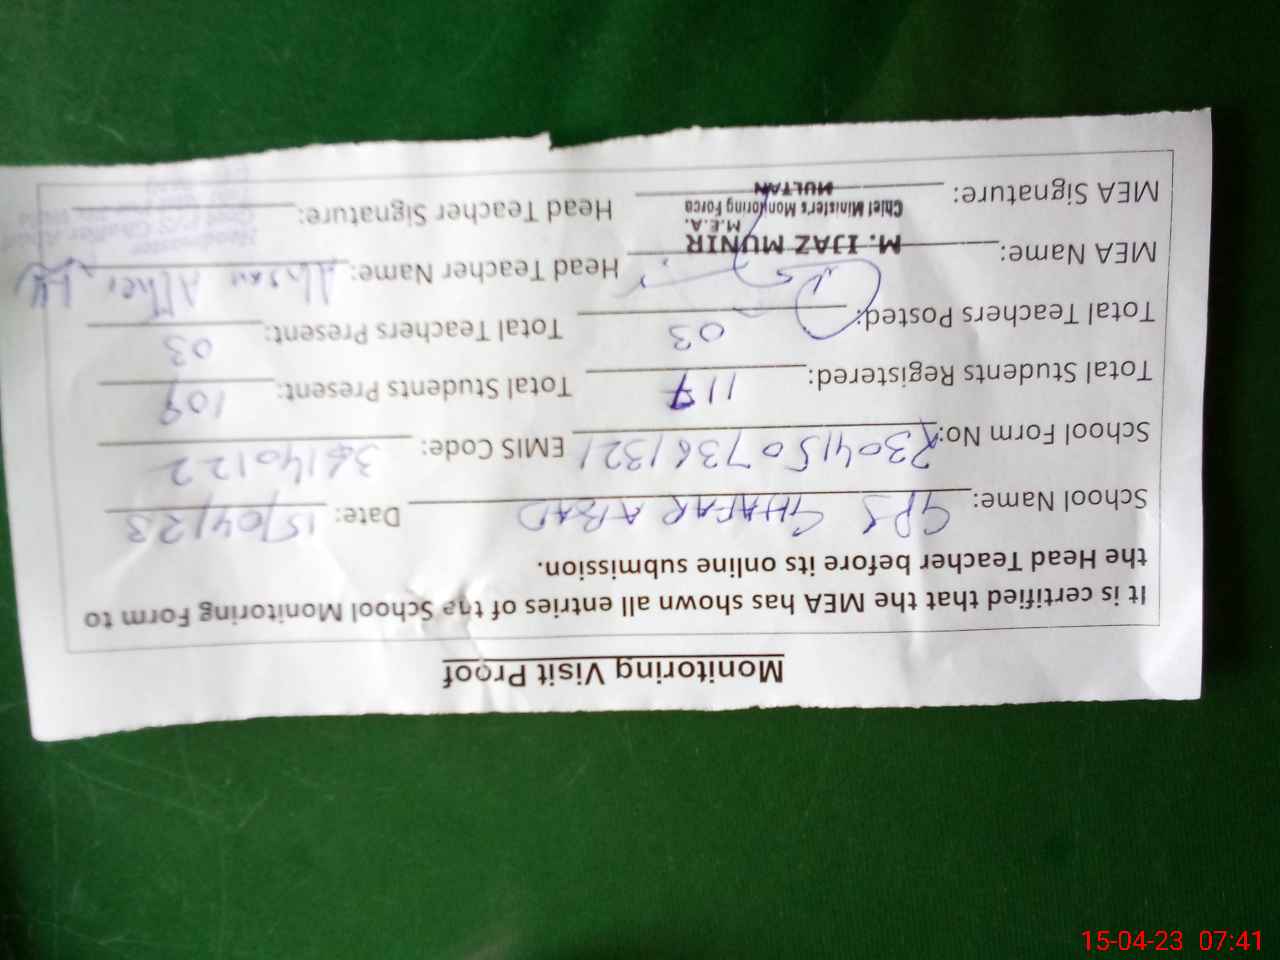 Monitoring Visit Proof
It is certified that the MEA has shown all entries of the School Monitoring Form to
the Head Teacher before its online submission.
School Name: GPS GHAFAR ABAD Date: 15/04/23
School Form No: 23041507361321 EMIS Code: 36140122
Total Students Registered: 117 Total Students Present: 109
Total Teachers Posted: 03 Total Teachers Present: 03
MEA Name: M. IJAZ MUNIR Head Teacher Name: Ahsan
M.E.A.
Chief Minister's Monitoring Force
MULTAN
MEA Signature: Head Teacher Signature:
Headmaster
15-04-23 07:41